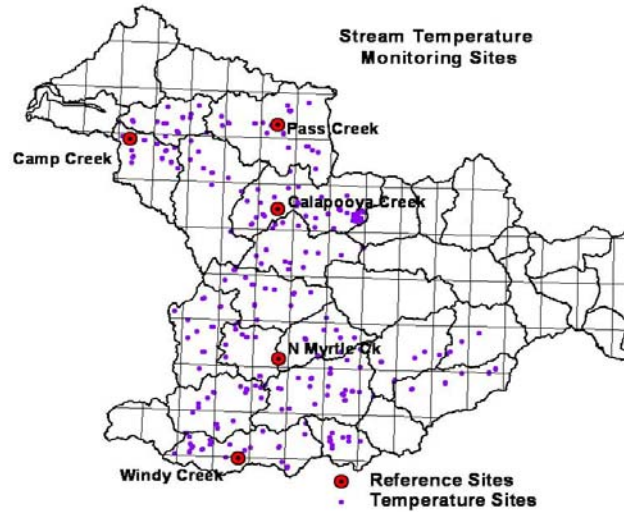 Stream Temperature
Monitoring Sites
Pass Creek
Camp Creek
Calapooya Creek
N Myrtle Ck
Windy Creek
Reference Sites
Temperature Sites